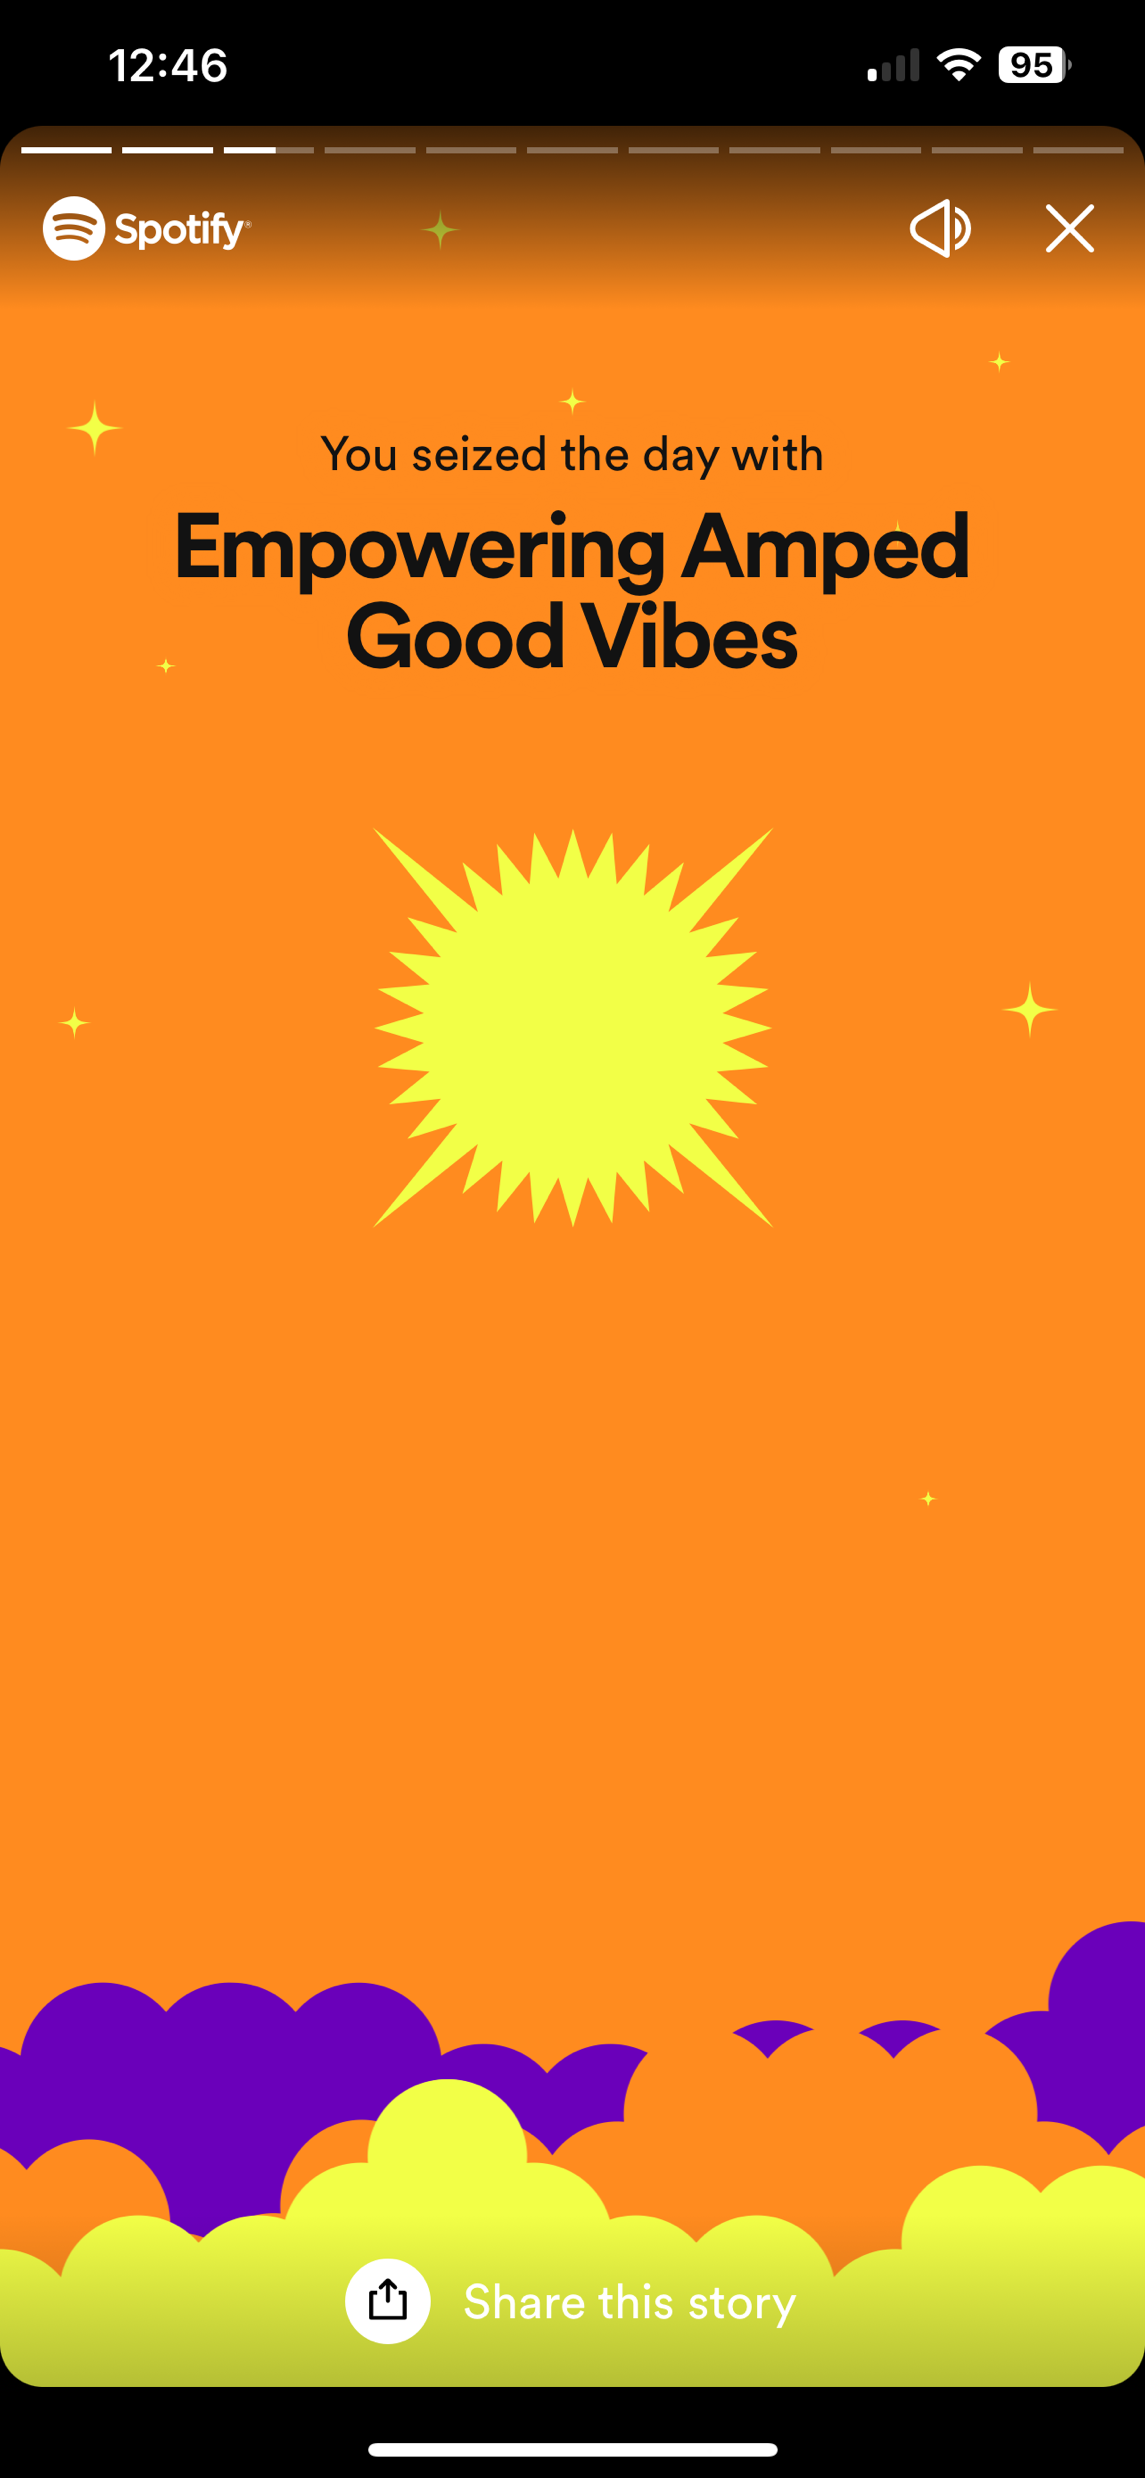 12:46
95
Spotify®
You seized the day with
Empowering Amped
Good Vibes
Share this story